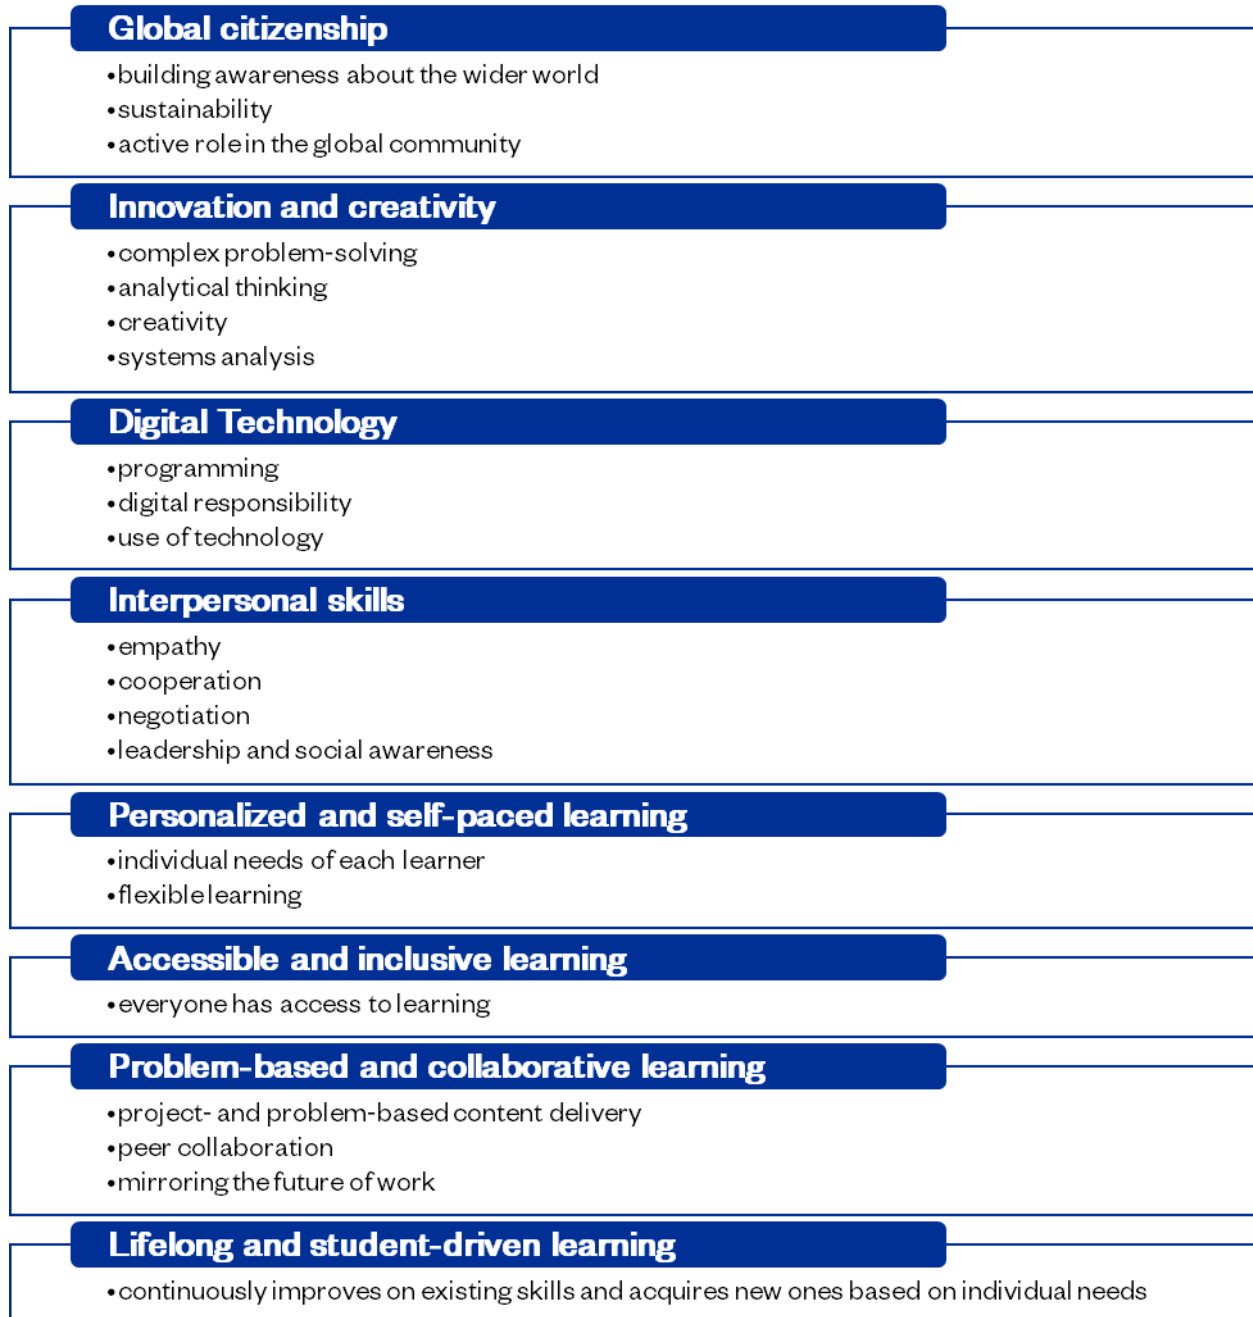 Global citizenship
•building awareness about the wider world
•sustainability
•active role in the global community
Innovation and creativity
•complex problem-solving
•analytical thinking
•creativity
•systems analysis
Digital Technology
•programming
•digital responsibility
•use of technology
Interpersonal skills
•empathy
•cooperation
•negotiation
•leadership and social awareness
Personalized and self-paced learning
•individual needs of each learner
•flexible learning
Accessible and inclusive learning
•everyone has access to learning
Problem-based and collaborative learning
•project- and problem-based content delivery
•peer collaboration
•mirroring the future of work
Lifelong and student-driven learning
•continuously improves on existing skills and acquires new ones based on individual needs